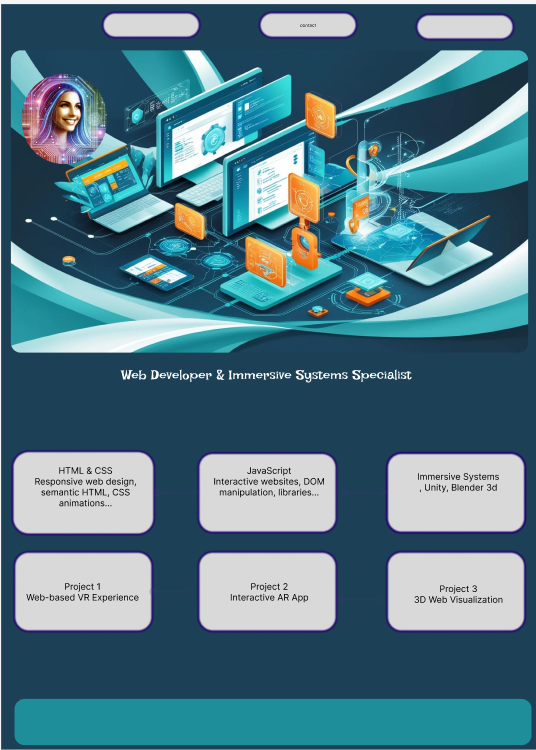 contact
Web Developer & Immersive Systems Specialist
HTML & CSS
Responsive web design,
semantic HTML, CSS
animations...
JavaScript
Interactive websites, DOM
manipulation, libraries...
Immersive Systems
, Unity, Blender 3d
Project 1
Web-based VR Experience
Project 2
Interactive AR App
Project 3
3D Web Visualization